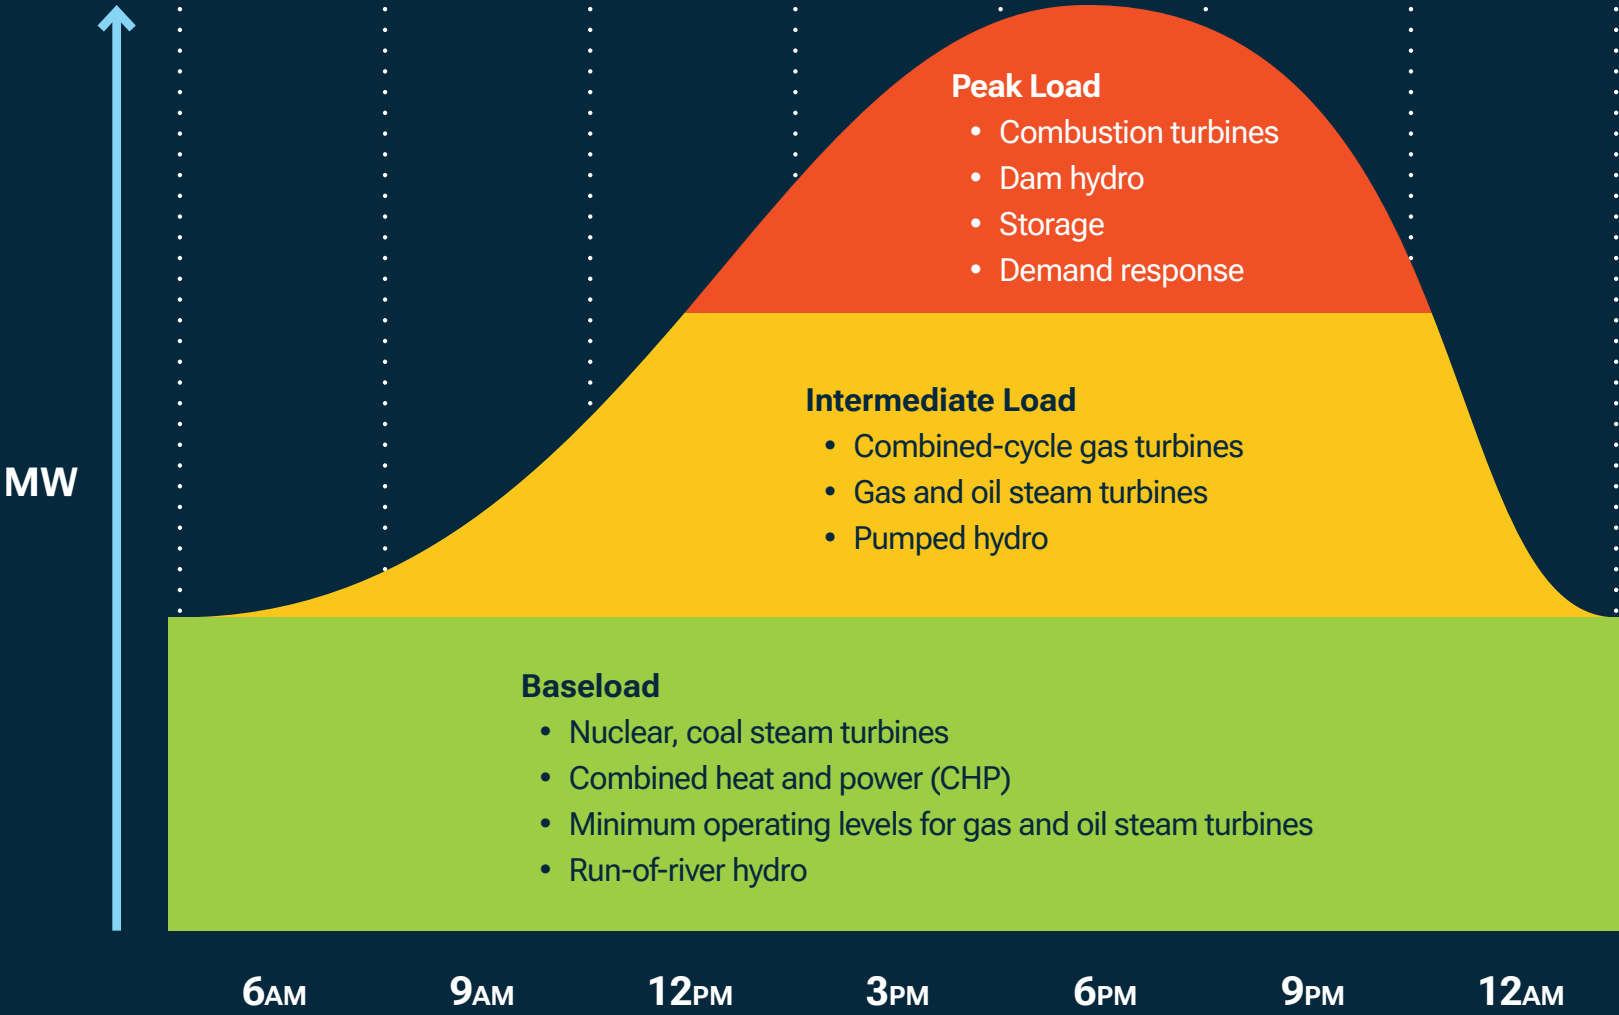 Peak Load
• Combustion turbines
• Dam hydro
• Storage
• Demand response
Intermediate Load
• Combined-cycle gas turbines
• Gas and oil steam turbines
• Pumped hydro
MW
Baseload
• Nuclear, coal steam turbines
• Combined heat and power (CHP)
• Minimum operating levels for gas and oil steam turbines
• Run-of-river hydro
6AM 9AM 12PM 3PM 6PM 9PM 12AM